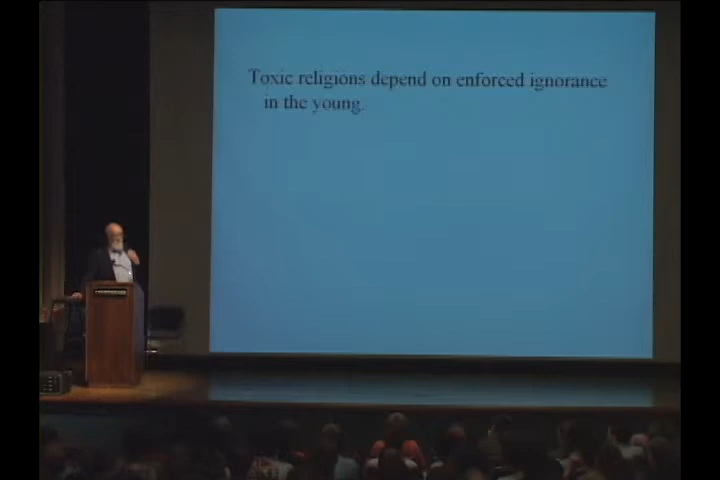 Toxic religions depend on enforced ignorance
in the young.